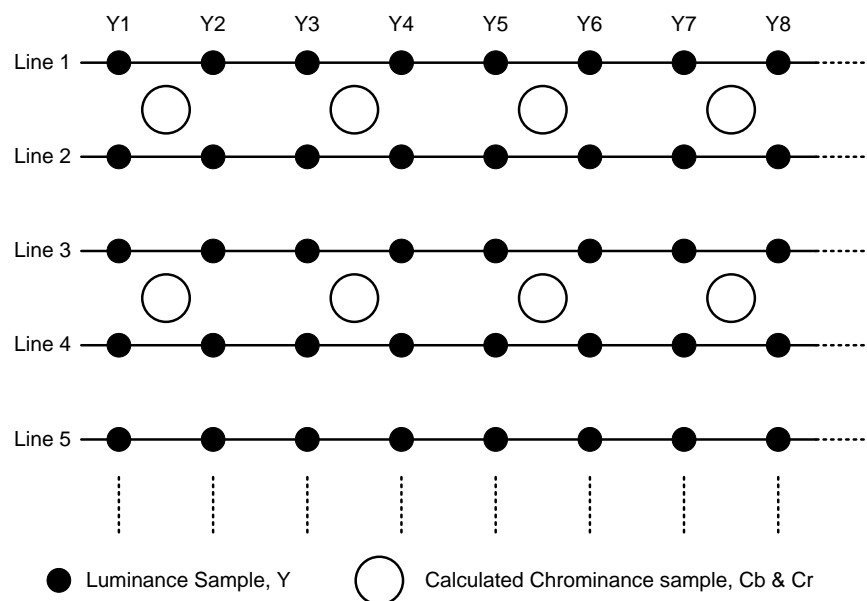 Y1 Y2 Y3 Y4 Y5 Y6 Y7 Y8
Line 1
Line 2
Line 3
Line 4
Line 5
Luminance Sample, Y Calculated Chrominance sample, Cb & Cr